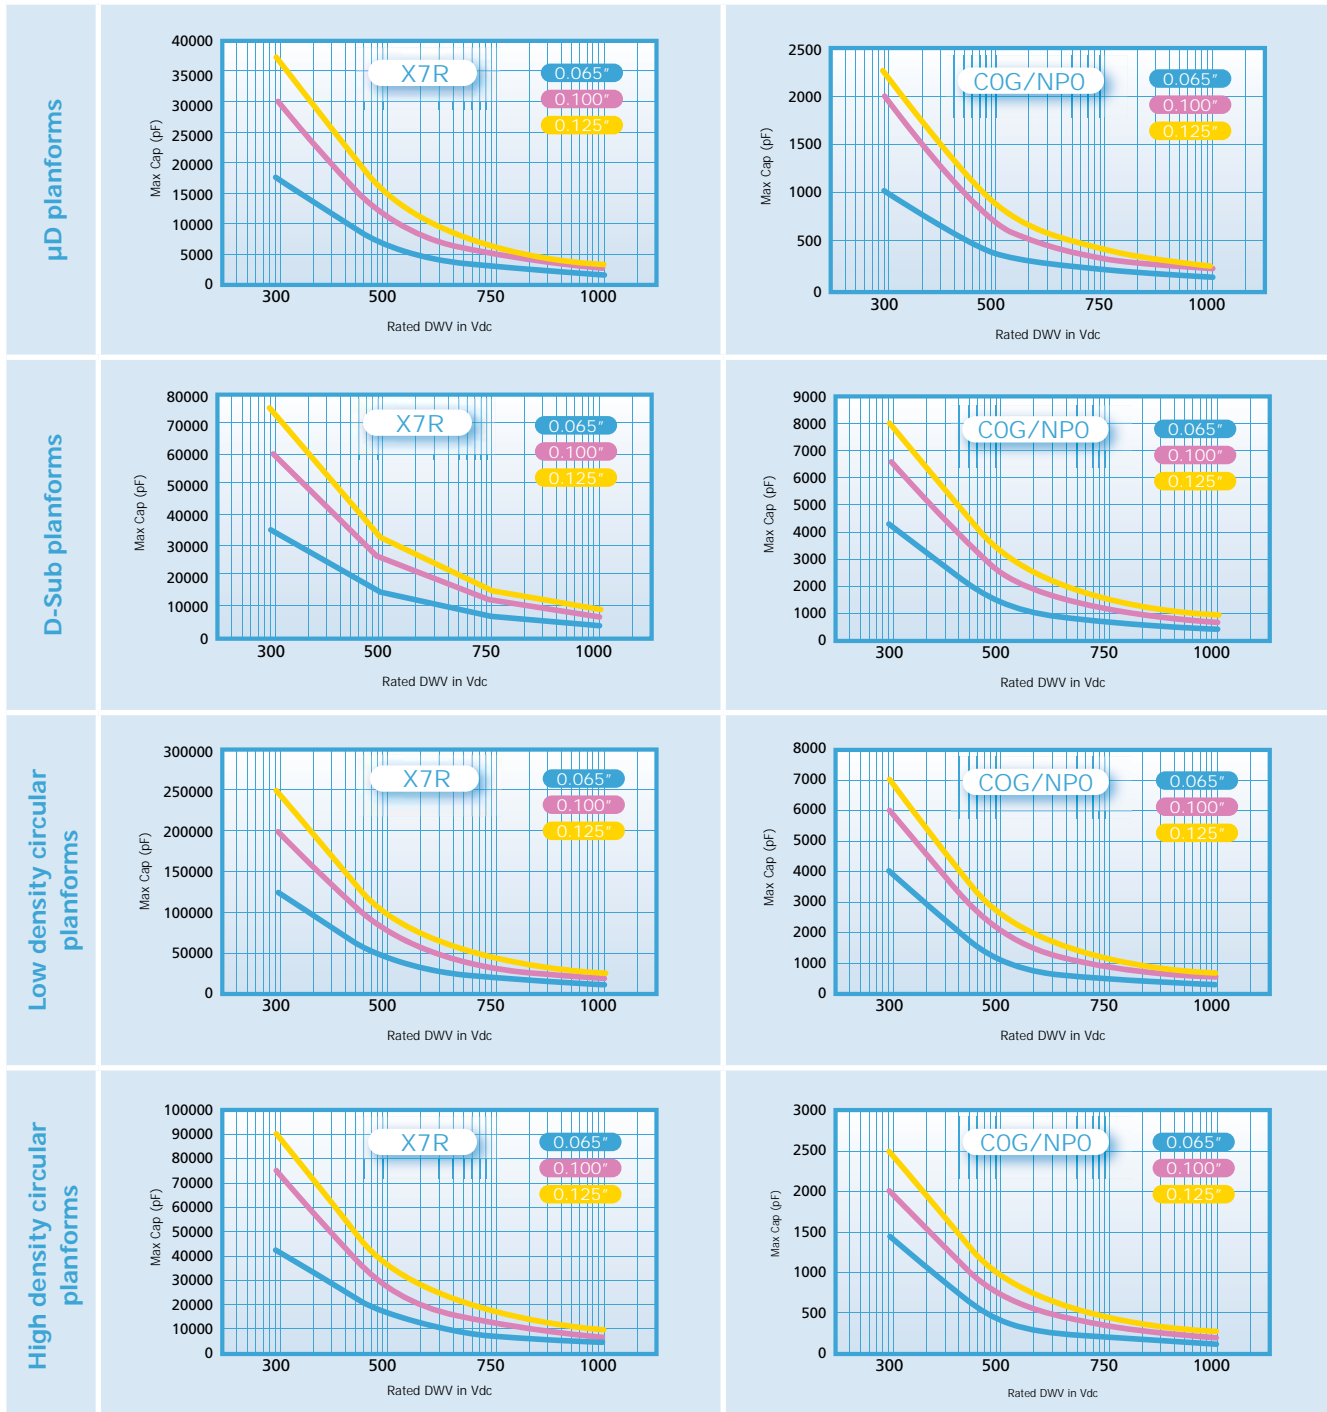 µD planforms
40000
35000
30000
25000
20000
15000
10000
5000
0
Max Cap (pF)
X7R
0.065″
0.100″
0.125″
300 500 750 1000
Rated DWV in Vdc
2500
2000
1500
1000
500
0
Max Cap (pF)
C0G/NP0
0.065″
0.100″
0.125″
300 500 750 1000
Rated DWV in Vdc
D-Sub planforms
80000
70000
60000
50000
40000
30000
20000
10000
0
Max Cap (pF)
X7R
0.065″
0.100″
0.125″
300 500 750 1000
Rated DWV in Vdc
9000
8000
7000
6000
5000
4000
3000
2000
1000
0
Max Cap (pF)
C0G/NP0
0.065″
0.100″
0.125″
300 500 750 1000
Rated DWV in Vdc
Low density circular
planforms
300000
250000
200000
150000
100000
50000
0
Max Cap (pF)
X7R
0.065″
0.100″
0.125″
300 500 750 1000
Rated DWV in Vdc
8000
7000
6000
5000
4000
3000
2000
1000
0
Max Cap (pF)
C0G/NP0
0.065″
0.100″
0.125″
300 500 750 1000
Rated DWV in Vdc
High density circular
planforms
100000
90000
80000
70000
60000
50000
40000
30000
20000
10000
0
Max Cap (pF)
X7R
0.065″
0.100″
0.125″
300 500 750 1000
Rated DWV in Vdc
3000
2500
2000
1500
1000
500
0
Max Cap (pF)
C0G/NP0
0.065″
0.100″
0.125″
300 500 750 1000
Rated DWV in Vdc